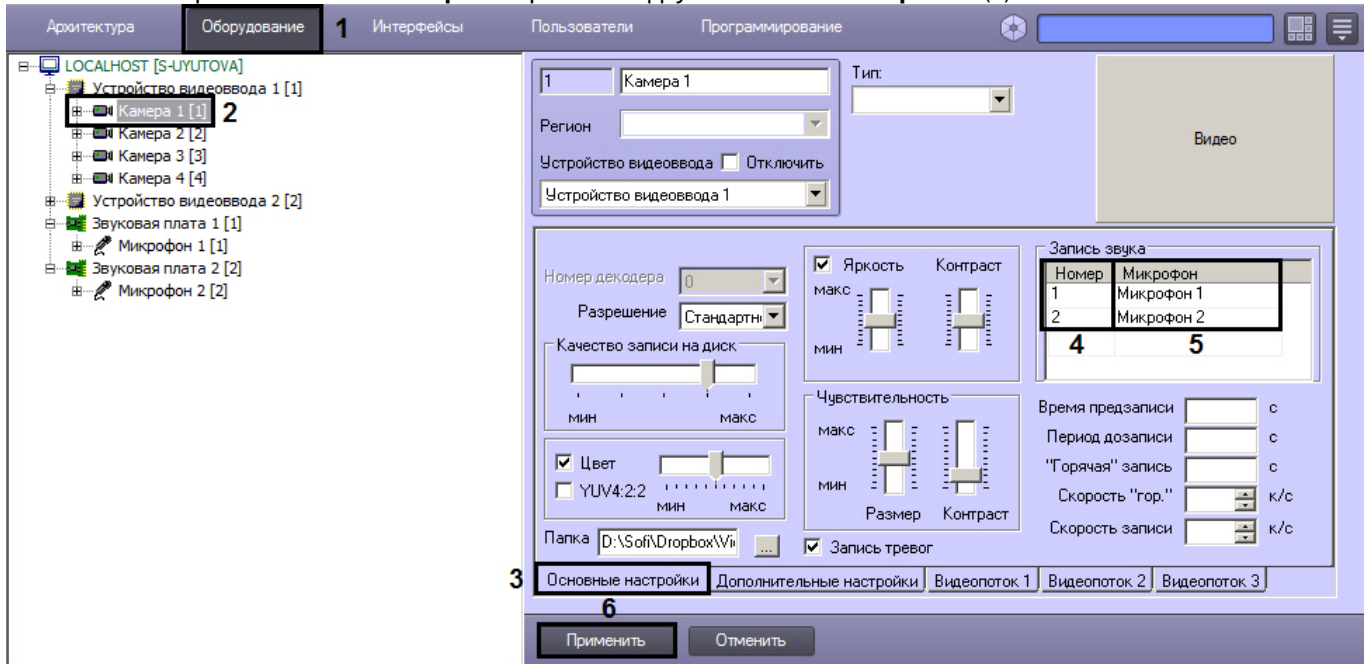 Архитектура Оборудование 1 Интерфейсы Пользователи Программирование
LOCALHOST [S-UYUTOVA]
Устройство видеоввода 1 [1]
Камера 1 [1] 2
Камера 2 [2]
Камера 3 [3]
Камера 4 [4]
Устройство видеоввода 2 [2]
Звуковая плата 1 [1]
Микрофон 1 [1]
Звуковая плата 2 [2]
Микрофон 2 [2]
1 Камера 1
Тип:
Регион
Устройство видеоввода Отключить
Устройство видеоввода 1
Видео
Номер декодера 0
Разрешение Стандартн
Качество записи на диск
мин макс
Цвет
YUV4:2:2
мин макс
Папка D:\Sofi\Dropbox\Vi ...
Яркость Контраст
макс
мин
Чувствительность
макс
мин
Размер Контраст
Запись тревог
Запись звука
Номер Микрофон
1 Микрофон 1
2 Микрофон 2
4 5
Время предзаписи с
Период дозаписи с
"Горячая" запись с
Скорость "гор." к/с
Скорость записи к/с
3 Основные настройки Дополнительные настройки Видеопоток 1 Видеопоток 2 Видеопоток 3
6
Применить Отменить